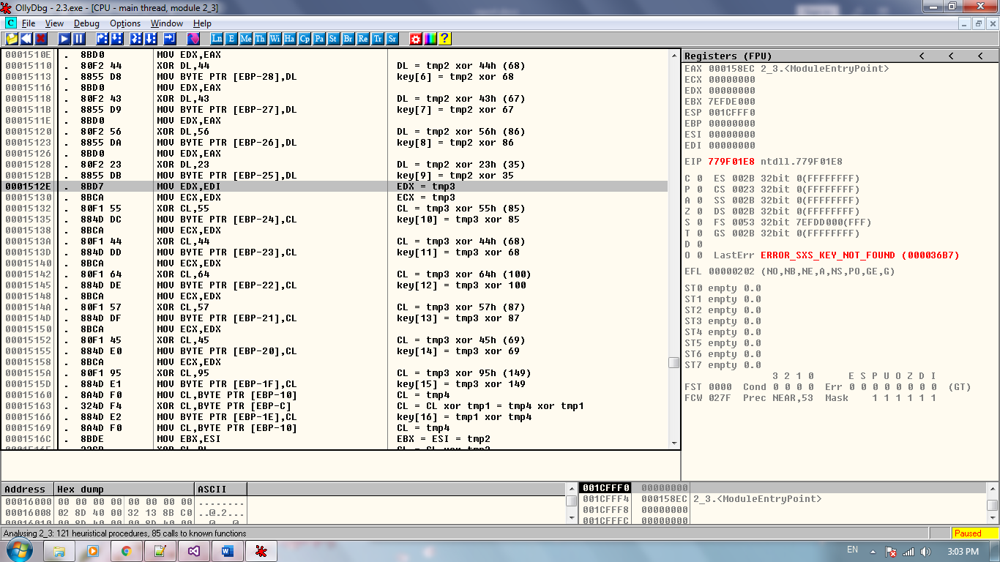 OllyDbg - 2.3.exe - [CPU - main thread, module 2_3]
C File View Debug Options Window Help
Ln E Me Th Wi Ha Cp Pa St Br Re Tr Sr ?
0001510E . 8BD0 MOV EDX,EAX
00015110 . 80F2 44 XOR DL,44 DL = tmp2 xor 44h (68)
00015113 . 8855 D8 MOV BYTE PTR [EBP-28],DL key[6] = tmp2 xor 68
00015116 . 8BD0 MOV EDX,EAX
00015118 . 80F2 43 XOR DL,43 DL = tmp2 xor 43h (67)
0001511B . 8855 D9 MOV BYTE PTR [EBP-27],DL key[7] = tmp2 xor 67
0001511E . 8BD0 MOV EDX,EAX
00015120 . 80F2 56 XOR DL,56 DL = tmp2 xor 56h (86)
00015123 . 8855 DA MOV BYTE PTR [EBP-26],DL key[8] = tmp2 xor 86
00015126 . 8BD0 MOV EDX,EAX
00015128 . 80F2 23 XOR DL,23 DL = tmp2 xor 23h (35)
0001512B . 8855 DB MOV BYTE PTR [EBP-25],DL key[9] = tmp2 xor 35
0001512E . 8BD7 MOV EDX,EDI EDX = tmp3
00015130 . 8BCA MOV ECX,EDX ECX = tmp3
00015132 . 80F1 55 XOR CL,55 CL = tmp3 xor 55h (85)
00015135 . 884D DC MOV BYTE PTR [EBP-24],CL key[10] = tmp3 xor 85
00015138 . 8BCA MOV ECX,EDX
0001513A . 80F1 44 XOR CL,44 CL = tmp3 xor 44h (68)
0001513D . 884D DD MOV BYTE PTR [EBP-23],CL key[11] = tmp3 xor 68
00015140 . 8BCA MOV ECX,EDX
00015142 . 80F1 64 XOR CL,64 CL = tmp3 xor 64h (100)
00015145 . 884D DE MOV BYTE PTR [EBP-22],CL key[12] = tmp3 xor 100
00015148 . 8BCA MOV ECX,EDX
0001514A . 80F1 57 XOR CL,57 CL = tmp3 xor 57h (87)
0001514D . 884D DF MOV BYTE PTR [EBP-21],CL key[13] = tmp3 xor 87
00015150 . 8BCA MOV ECX,EDX
00015152 . 80F1 45 XOR CL,45 CL = tmp3 xor 45h (69)
00015155 . 884D E0 MOV BYTE PTR [EBP-20],CL key[14] = tmp3 xor 69
00015158 . 8BCA MOV ECX,EDX
0001515A . 80F1 95 XOR CL,95 CL = tmp3 xor 95h (149)
0001515D . 884D E1 MOV BYTE PTR [EBP-1F],CL key[15] = tmp3 xor 149
00015160 . 8A4D F0 MOV CL,BYTE PTR [EBP-10] CL = tmp4
00015163 . 324D F4 XOR CL,BYTE PTR [EBP-C] CL = CL xor tmp1 = tmp4 xor tmp1
00015166 . 884D E2 MOV BYTE PTR [EBP-1E],CL key[16] = tmp1 xor tmp4
00015169 . 8A4D F0 MOV CL,BYTE PTR [EBP-10] CL = tmp4
0001516C . 8BDE MOV EBX,ESI EBX = ESI = tmp2
Registers (FPU) < < <
EAX 000158EC 2_3.<ModuleEntryPoint>
ECX 00000000
EDX 00000000
EBX 7EFDE000
ESP 001CFFF0
EBP 00000000
ESI 00000000
EDI 00000000
EIP 779F01E8 ntdll.779F01E8
C 0 ES 002B 32bit 0(FFFFFFFF)
P 0 CS 0023 32bit 0(FFFFFFFF)
A 0 SS 002B 32bit 0(FFFFFFFF)
Z 0 DS 002B 32bit 0(FFFFFFFF)
S 0 FS 0053 32bit 7EFDD000(FFF)
T 0 GS 002B 32bit 0(FFFFFFFF)
D 0
O 0 LastErr ERROR_SXS_KEY_NOT_FOUND (000036B7)
EFL 00000202 (NO,NB,NE,A,NS,PO,GE,G)
ST0 empty 0.0
ST1 empty 0.0
ST2 empty 0.0
ST3 empty 0.0
ST4 empty 0.0
ST5 empty 0.0
ST6 empty 0.0
ST7 empty 0.0
3 2 1 0 E S P U O Z D I
FST 0000 Cond 0 0 0 0 Err 0 0 0 0 0 0 0 0 (GT)
FCW 027F Prec NEAR,53 Mask 1 1 1 1 1 1
Address Hex dump ASCII
00016000 00 00 00 00 00 00 00 00 ........
00016008 02 8D 40 00 32 13 8B C0 ..@.2...
001CFFF0 00000000
001CFFF4 000158EC 2_3.<ModuleEntryPoint>
001CFFF8 00000000
001CFFFC 00000000
Analysing 2_3: 121 heuristical procedures, 85 calls to known functions
Paused
EN 3:03 PM